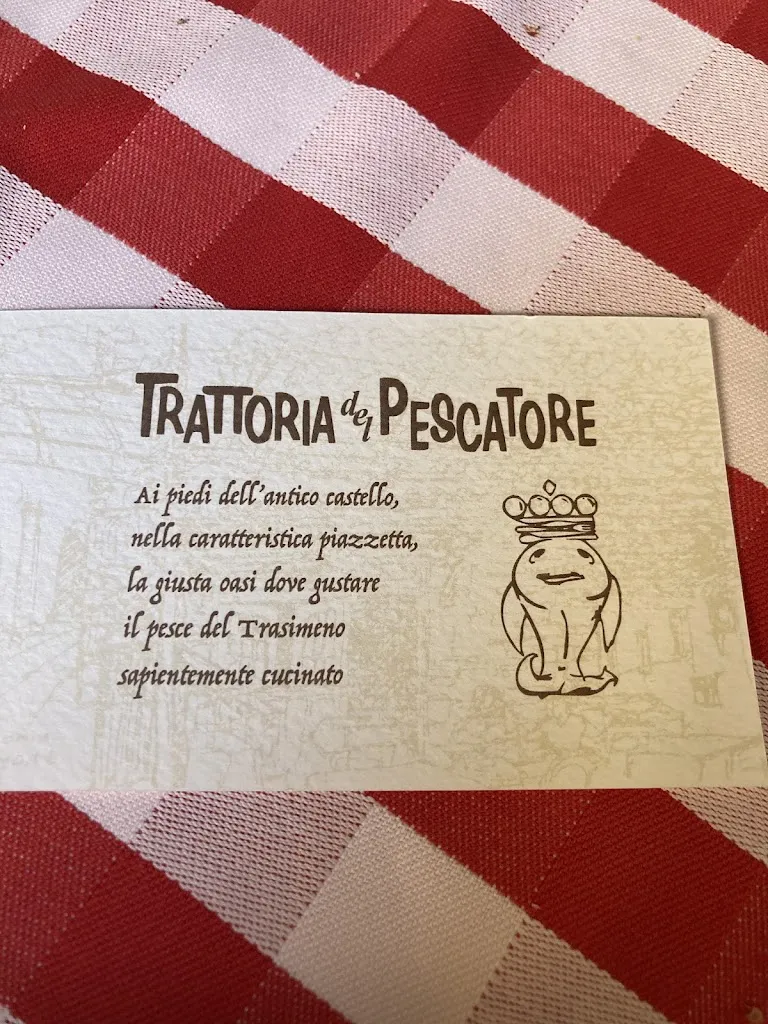 TRATTORIA del PESCATORE
Ai piedi dell'antico castello,
nella caratteristica piazzetta,
la giusta oasi dove gustare
il pesce del Trasimeno
sapientemente cucinato